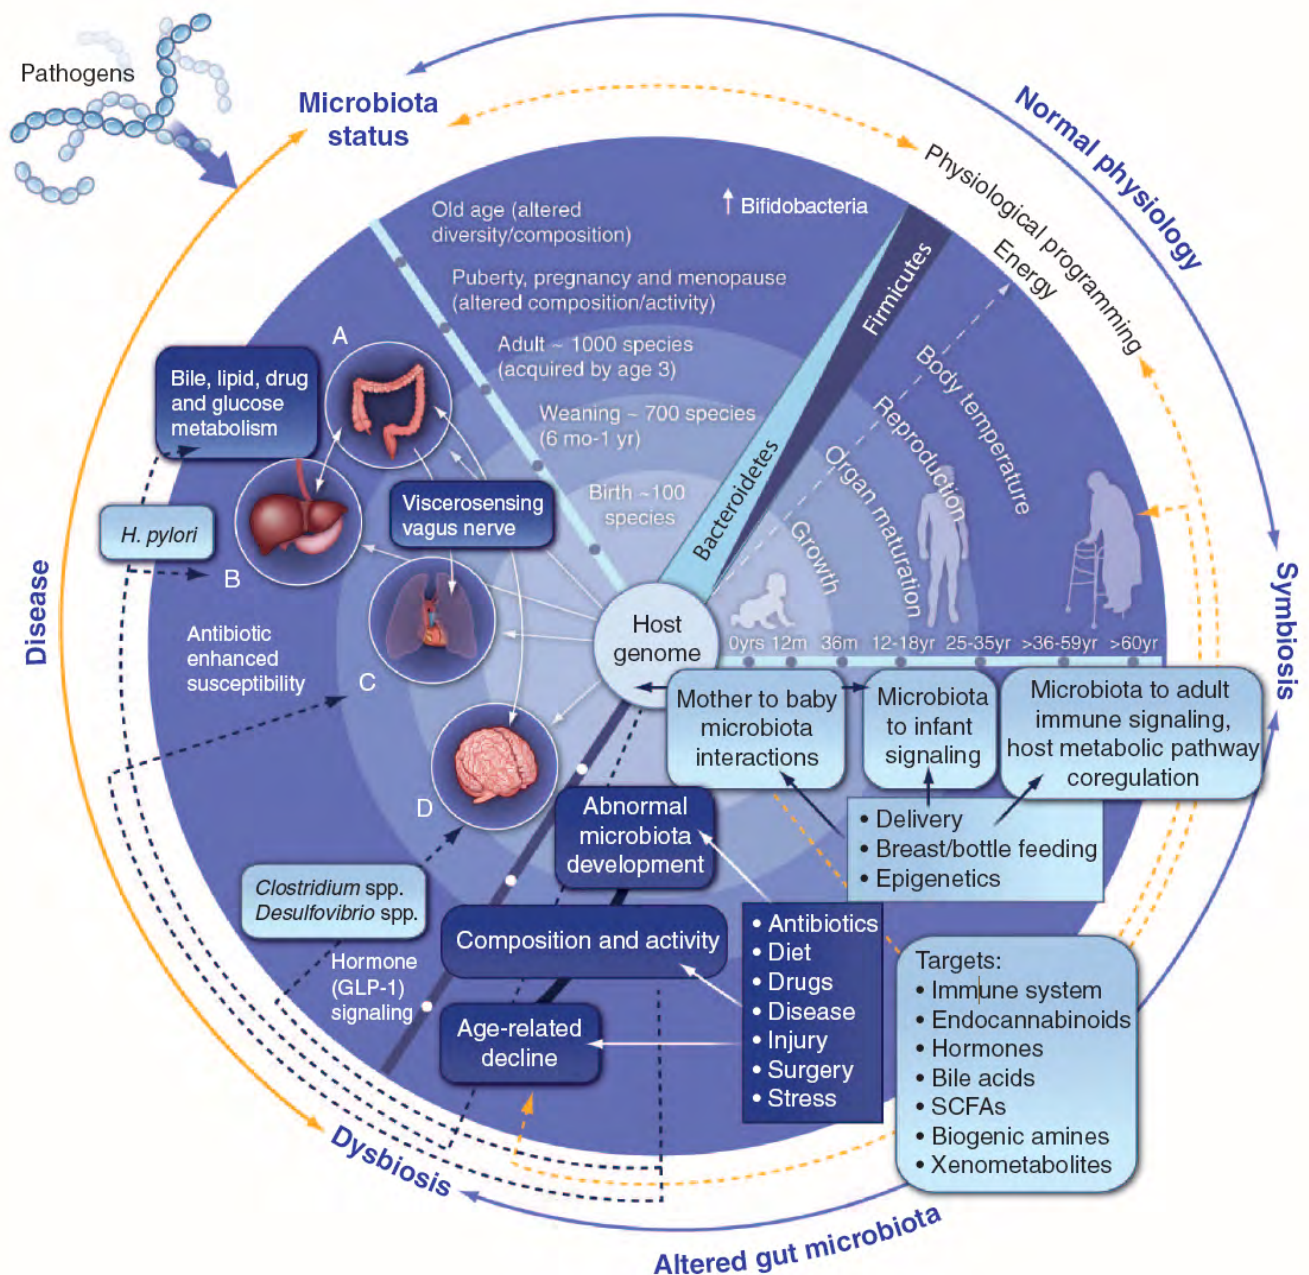 Pathogens
Microbiota
status
Normal physiology
Physiological programming
Energy
Old age (altered
diversity/composition)
↑ Bifidobacteria
Puberty, pregnancy and menopause
(altered composition/activity)
Adult ~ 1000 species
(acquired by age 3)
Weaning ~ 700 species
(6 mo-1 yr)
Birth ~100
species
Bacteroidetes
Firmicutes
Body temperature
Reproduction
Organ maturation
Growth
A
Bile, lipid, drug
and glucose
metabolism
Viscerosensing
vagus nerve
H. pylori
B
Disease
Antibiotic
enhanced
susceptibility
C
D
Host
genome
0yrs 12m 36m 12-18yr 25-35yr >36-59yr >60yr
Symbiosis
Mother to baby
microbiota
interactions
Microbiota
to infant
signaling
Microbiota to adult
immune signaling,
host metabolic pathway
coregulation
• Delivery
• Breast/bottle feeding
• Epigenetics
Abnormal
microbiota
development
Clostridium spp.
Desulfovibrio spp.
Composition and activity
Hormone
(GLP-1)
signaling
Age-related
decline
• Antibiotics
• Diet
• Drugs
• Disease
• Injury
• Surgery
• Stress
Targets:
• Immune system
• Endocannabinoids
• Hormones
• Bile acids
• SCFAs
• Biogenic amines
• Xenometabolites
Dysbiosis
Altered gut microbiota